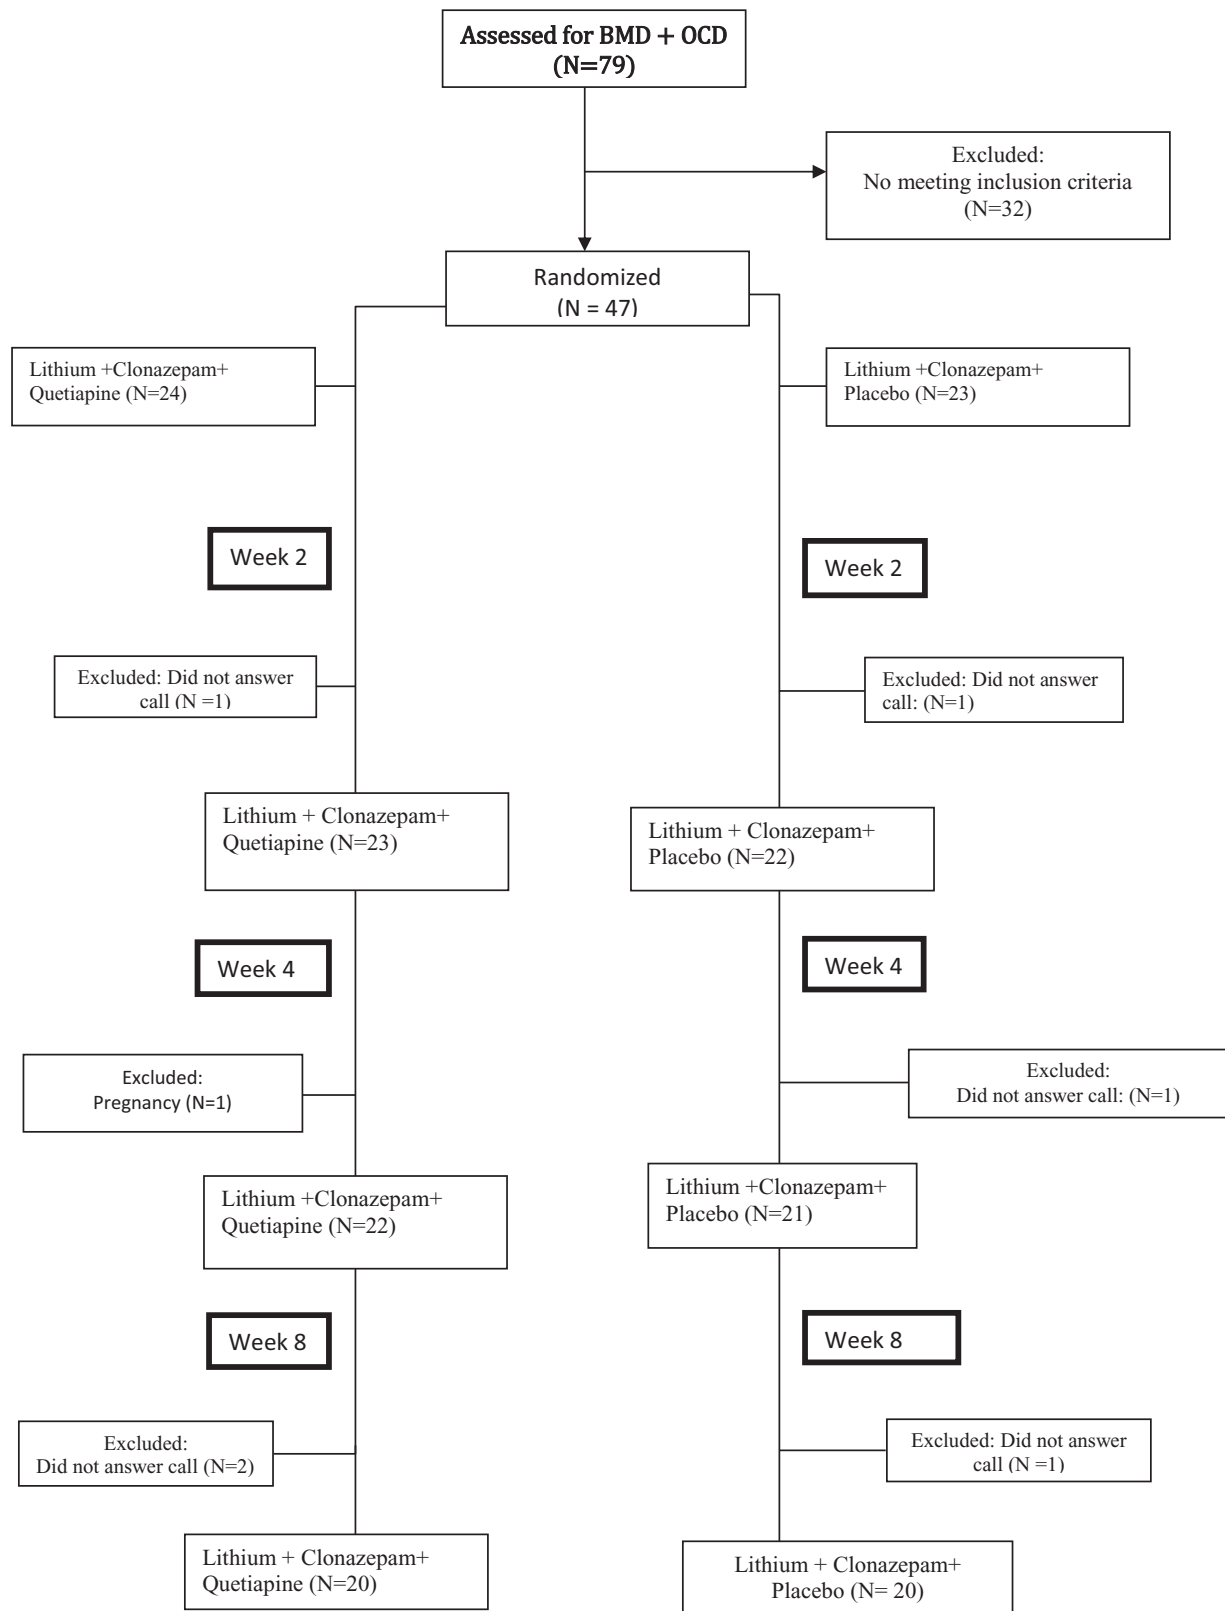 Assessed for BMD + OCD
(N=79)
Excluded:
No meeting inclusion criteria
(N=32)
Randomized
(N = 47)
Lithium +Clonazepam+
Quetiapine (N=24)
Lithium +Clonazepam+
Placebo (N=23)
Week 2
Week 2
Excluded: Did not answer
call (N =1)
Excluded: Did not answer
call: (N=1)
Lithium + Clonazepam+
Quetiapine (N=23)
Lithium + Clonazepam+
Placebo (N=22)
Week 4
Week 4
Excluded:
Pregnancy (N=1)
Excluded:
Did not answer call: (N=1)
Lithium +Clonazepam+
Quetiapine (N=22)
Lithium +Clonazepam+
Placebo (N=21)
Week 8
Week 8
Excluded:
Did not answer call (N=2)
Excluded: Did not answer
call (N =1)
Lithium + Clonazepam+
Quetiapine (N=20)
Lithium + Clonazepam+
Placebo (N= 20)